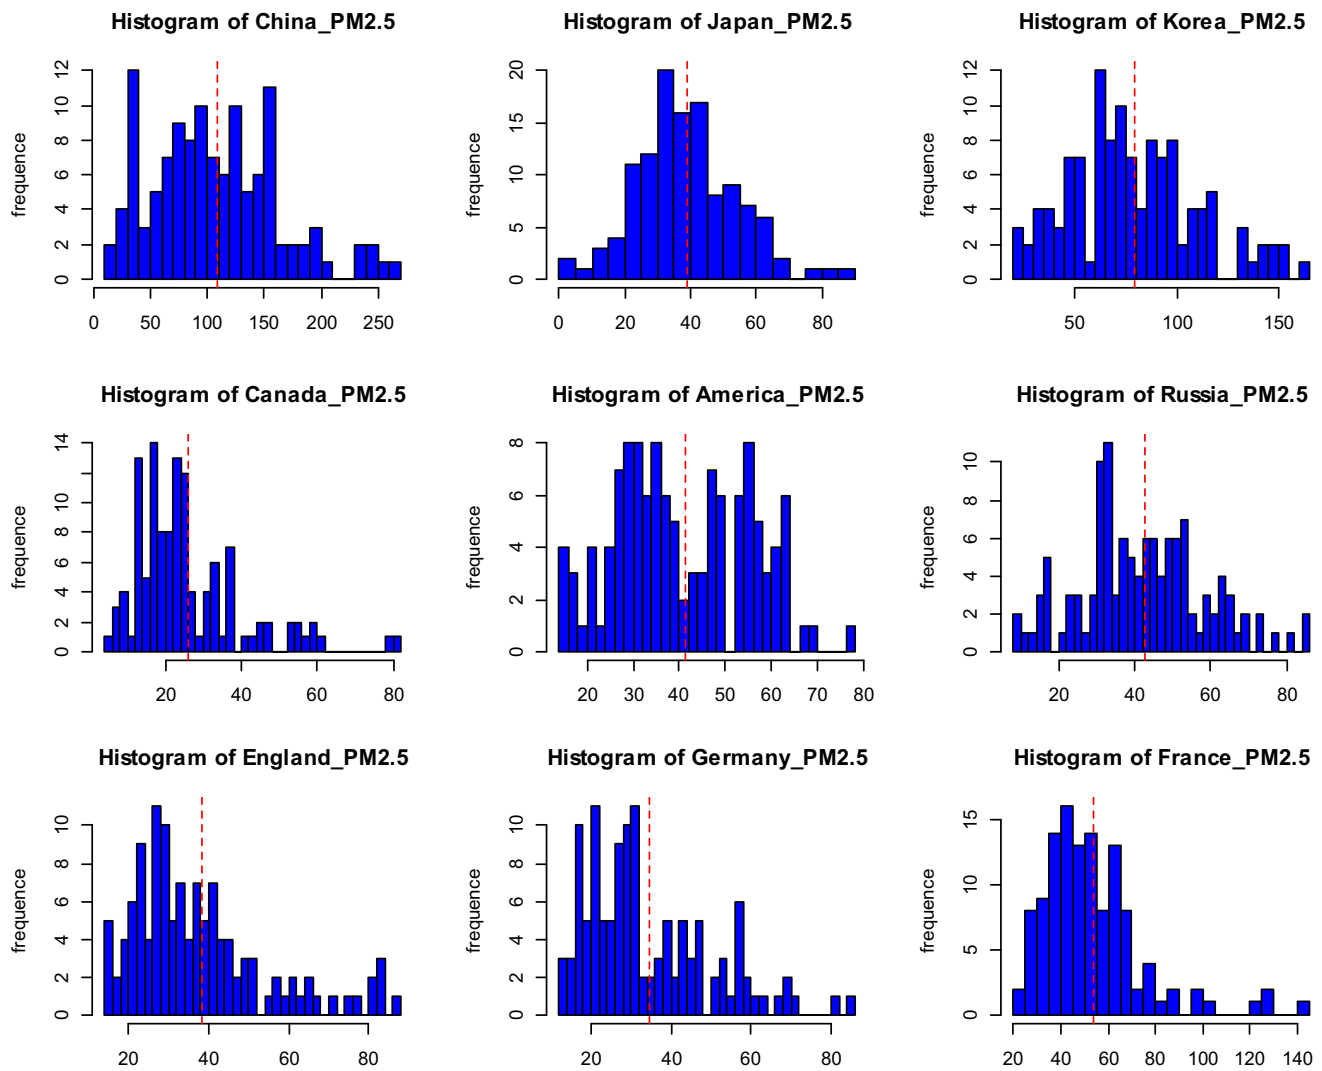 Histogram of China_PM2.5
frequence
0 2 4 6 8 10 12
0 50 100 150 200 250
Histogram of Japan_PM2.5
frequence
0 5 10 15 20
0 20 40 60 80
Histogram of Korea_PM2.5
frequence
0 2 4 6 8 10 12
50 100 150
Histogram of Canada_PM2.5
frequence
0 2 4 6 8 10 14
20 40 60 80
Histogram of America_PM2.5
frequence
0 2 4 6 8
20 30 40 50 60 70 80
Histogram of Russia_PM2.5
frequence
0 2 4 6 8 10
20 40 60 80
Histogram of England_PM2.5
frequence
0 2 4 6 8 10
20 40 60 80
Histogram of Germany_PM2.5
frequence
0 2 4 6 8 10
20 40 60 80
Histogram of France_PM2.5
frequence
0 5 10 15
20 40 60 80 100 120 140